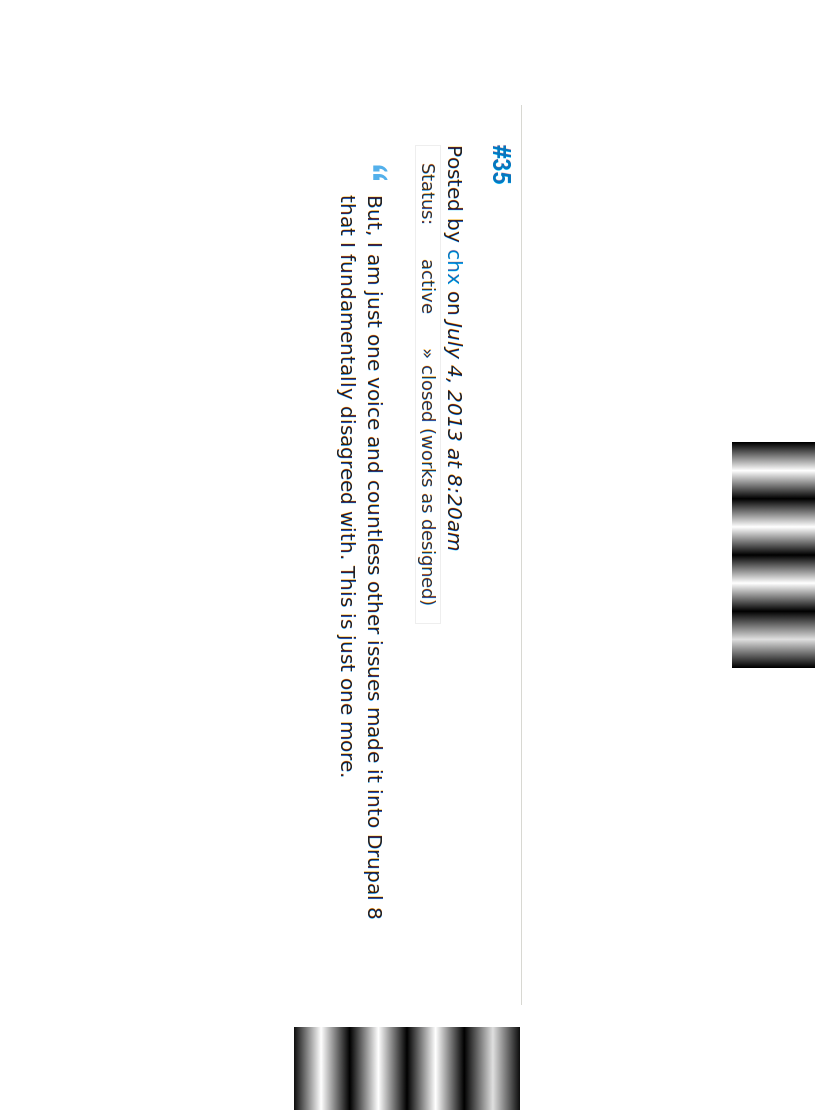 #35
Posted by chx on July 4, 2013 at 8:20am
Status: active » closed (works as designed)
“ But, I am just one voice and countless other issues made it into Drupal 8
that I fundamentally disagreed with. This is just one more.